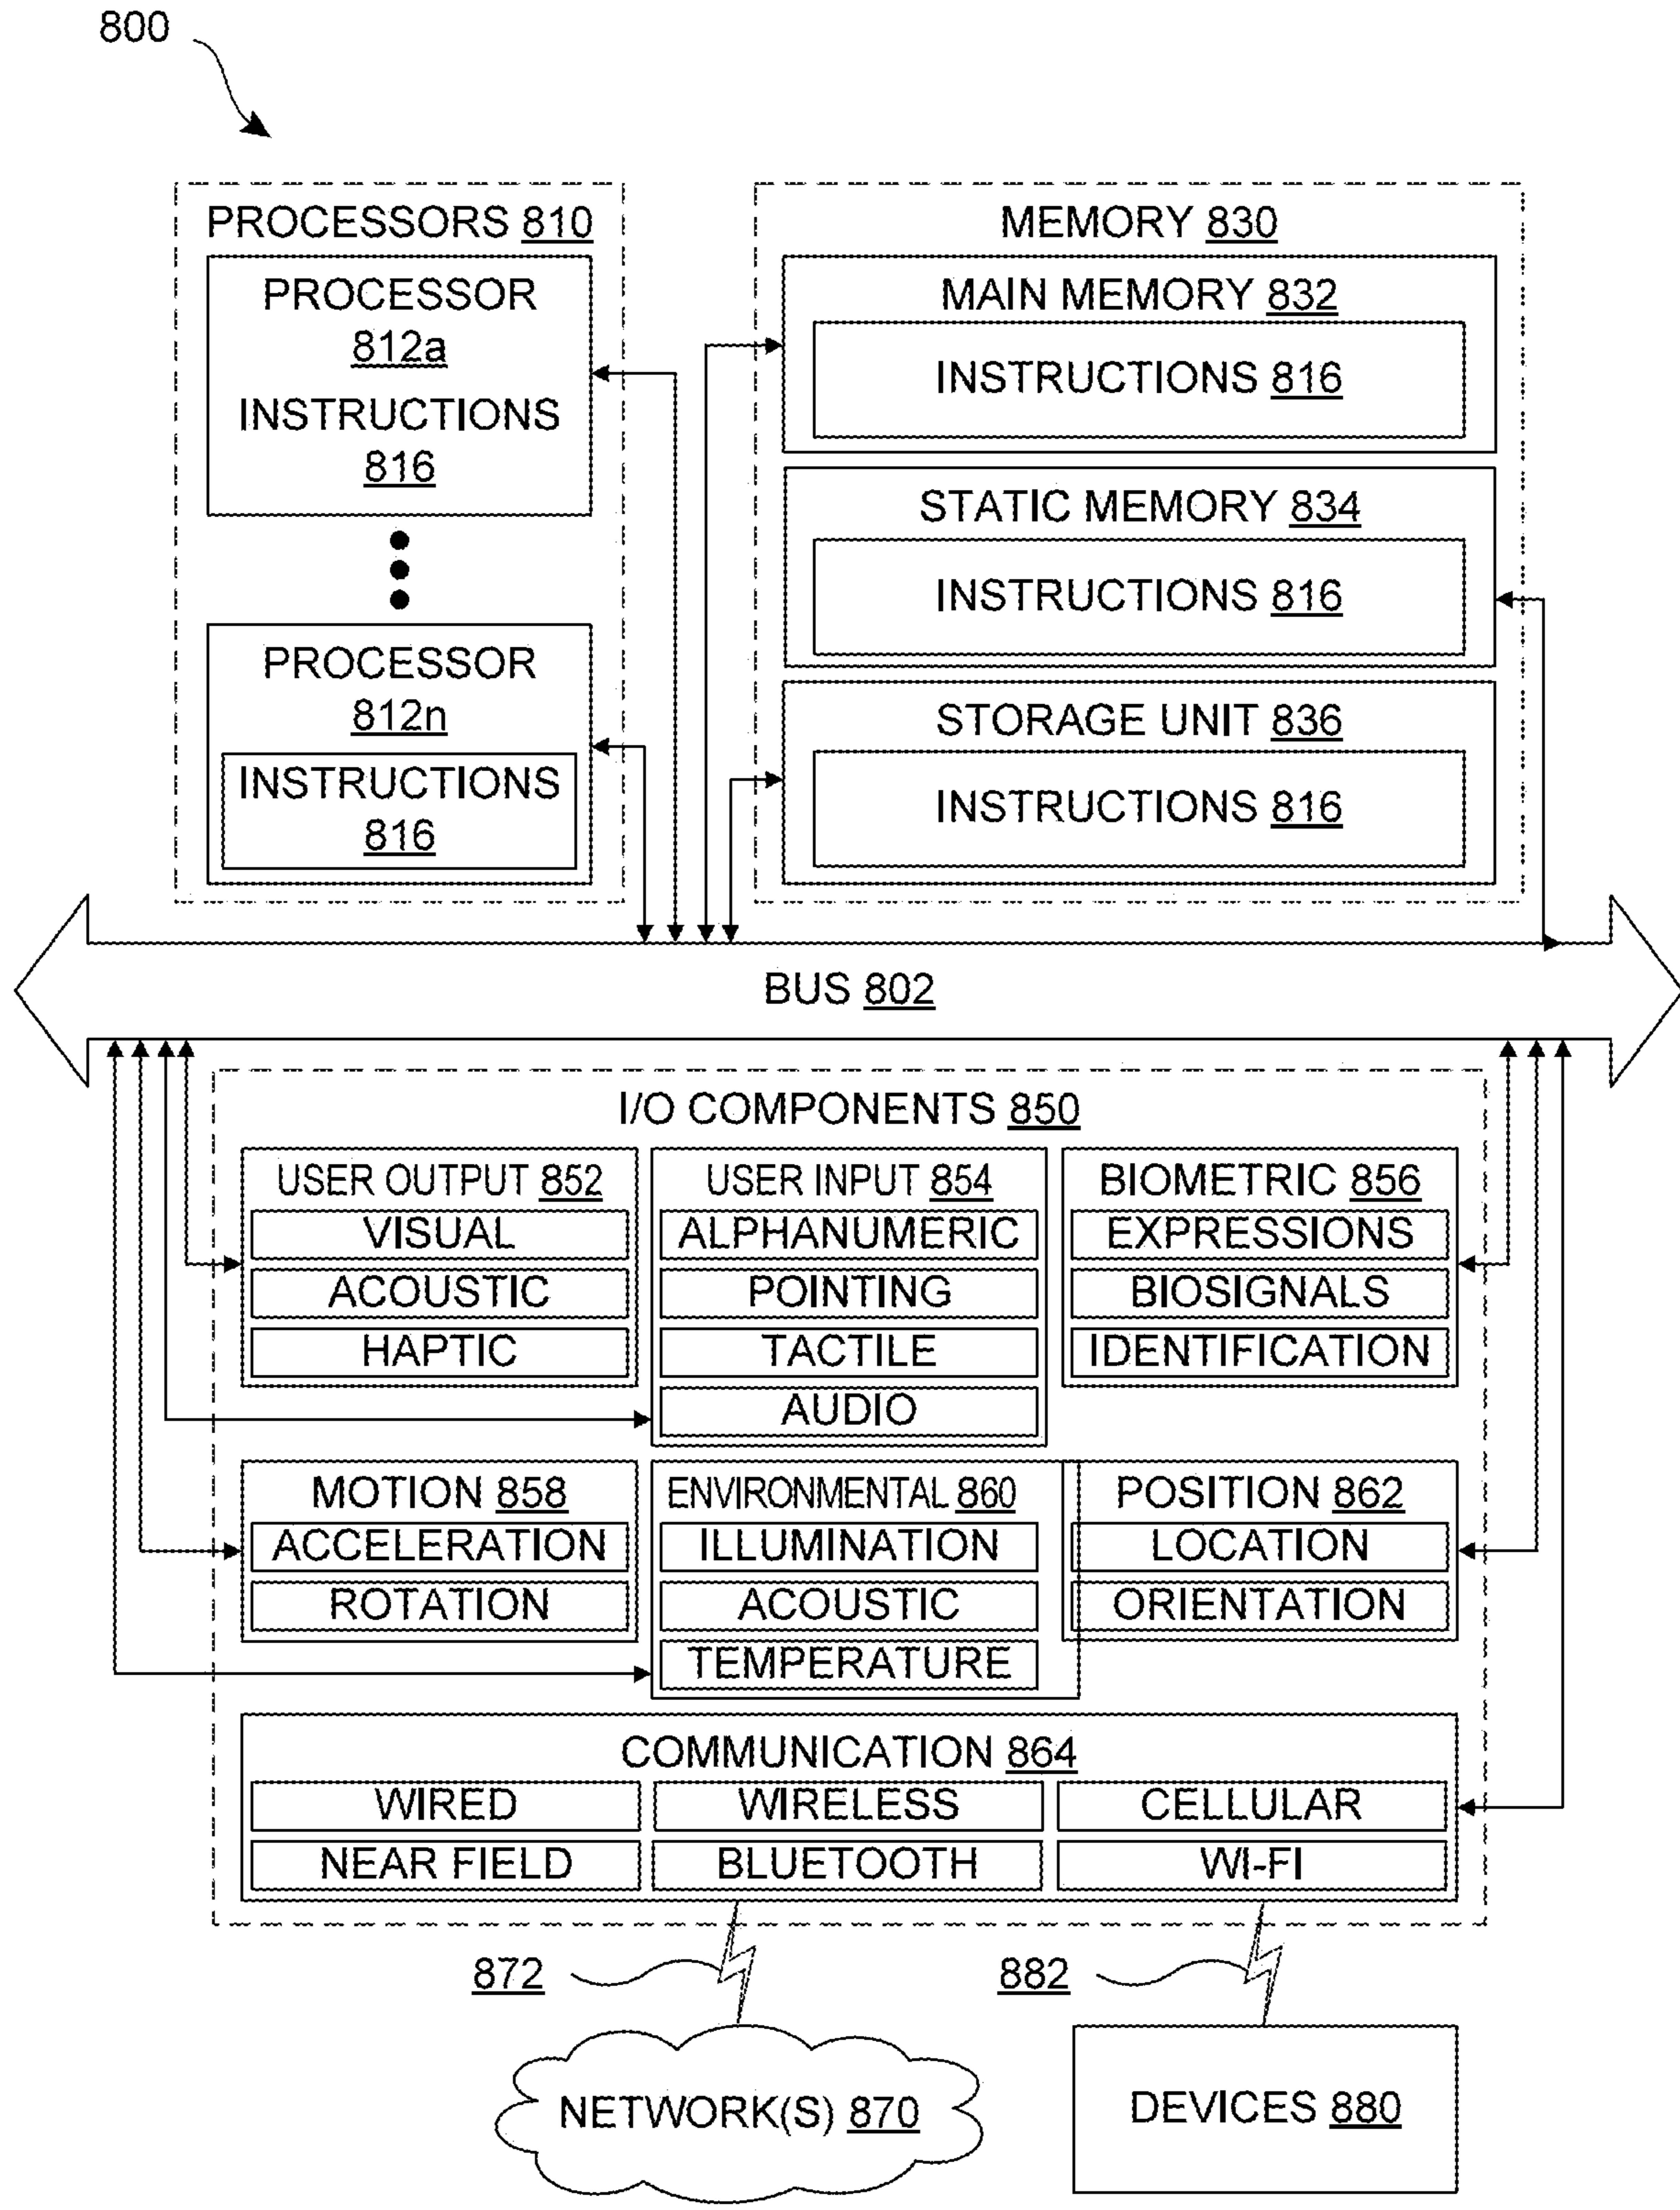 800
PROCESSORS 810
PROCESSOR
812a
INSTRUCTIONS
816
PROCESSOR
812n
INSTRUCTIONS
816
MEMORY 830
MAIN MEMORY 832
INSTRUCTIONS 816
STATIC MEMORY 834
INSTRUCTIONS 816
STORAGE UNIT 836
INSTRUCTIONS 816
BUS 802
I/O COMPONENTS 850
USER OUTPUT 852
VISUAL
ACOUSTIC
HAPTIC
USER INPUT 854
ALPHANUMERIC
POINTING
TACTILE
AUDIO
BIOMETRIC 856
EXPRESSIONS
BIOSIGNALS
IDENTIFICATION
MOTION 858
ACCELERATION
ROTATION
ENVIRONMENTAL 860
ILLUMINATION
ACOUSTIC
TEMPERATURE
POSITION 862
LOCATION
ORIENTATION
COMMUNICATION 864
WIRED
WIRELESS
CELLULAR
NEAR FIELD
BLUETOOTH
WI-FI
872
882
NETWORK(S) 870
DEVICES 880